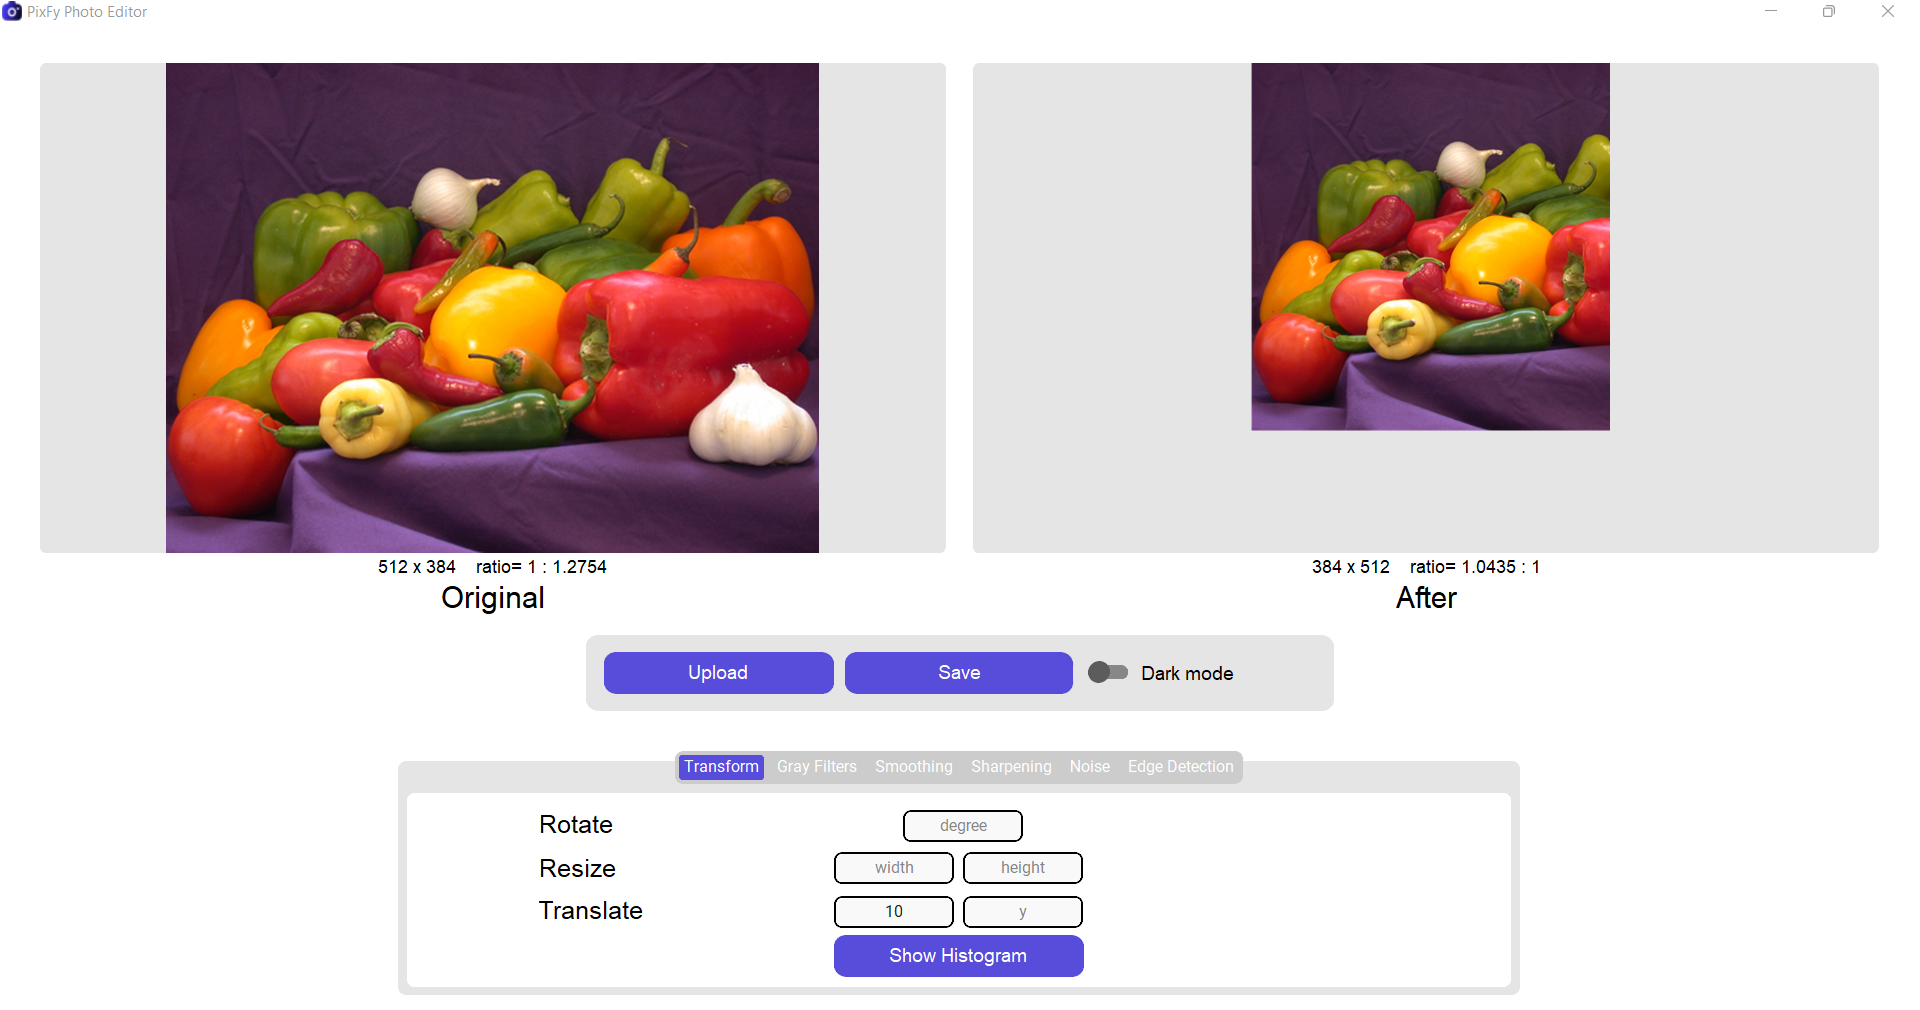 PixFy Photo Editor
512 x 384 ratio= 1 : 1.2754
Original
384 x 512 ratio= 1.0435 : 1
After
Upload
Save
Dark mode
Transform Gray Filters Smoothing Sharpening Noise Edge Detection
Rotate degree
Resize width height
Translate 10 y
Show Histogram